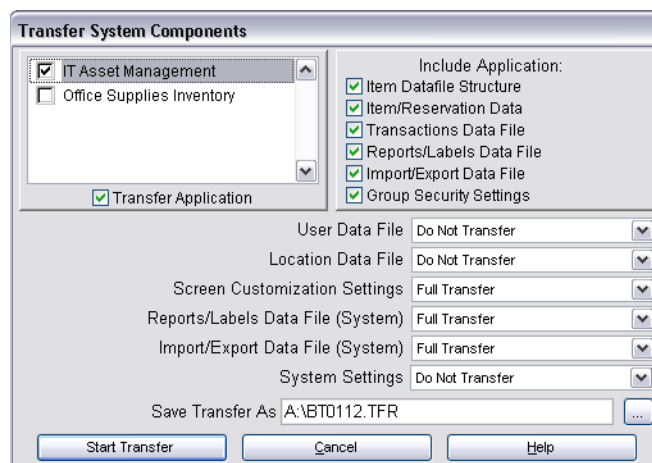 Transfer System Components
IT Asset Management
Office Supplies Inventory
Transfer Application
Include Application:
Item Datafile Structure
Item/Reservation Data
Transactions Data File
Reports/Labels Data File
Import/Export Data File
Group Security Settings
User Data File Do Not Transfer
Location Data File Do Not Transfer
Screen Customization Settings Full Transfer
Reports/Labels Data File (System) Full Transfer
Import/Export Data File (System) Full Transfer
System Settings Do Not Transfer
Save Transfer As A:\BT0112.TFR ...
Start Transfer Cancel Help